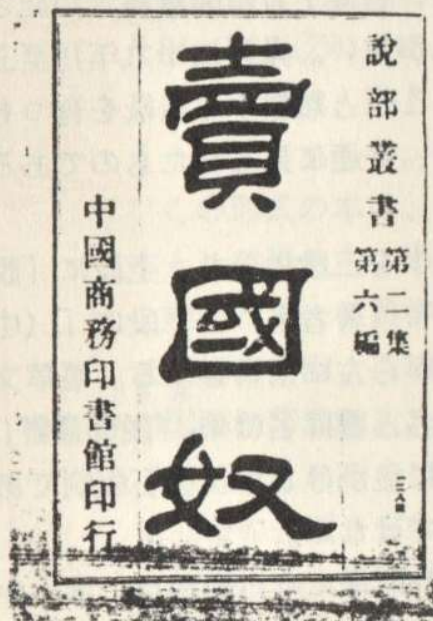 說部叢書
第二集
第六編
賣國奴
中國商務印書館印行